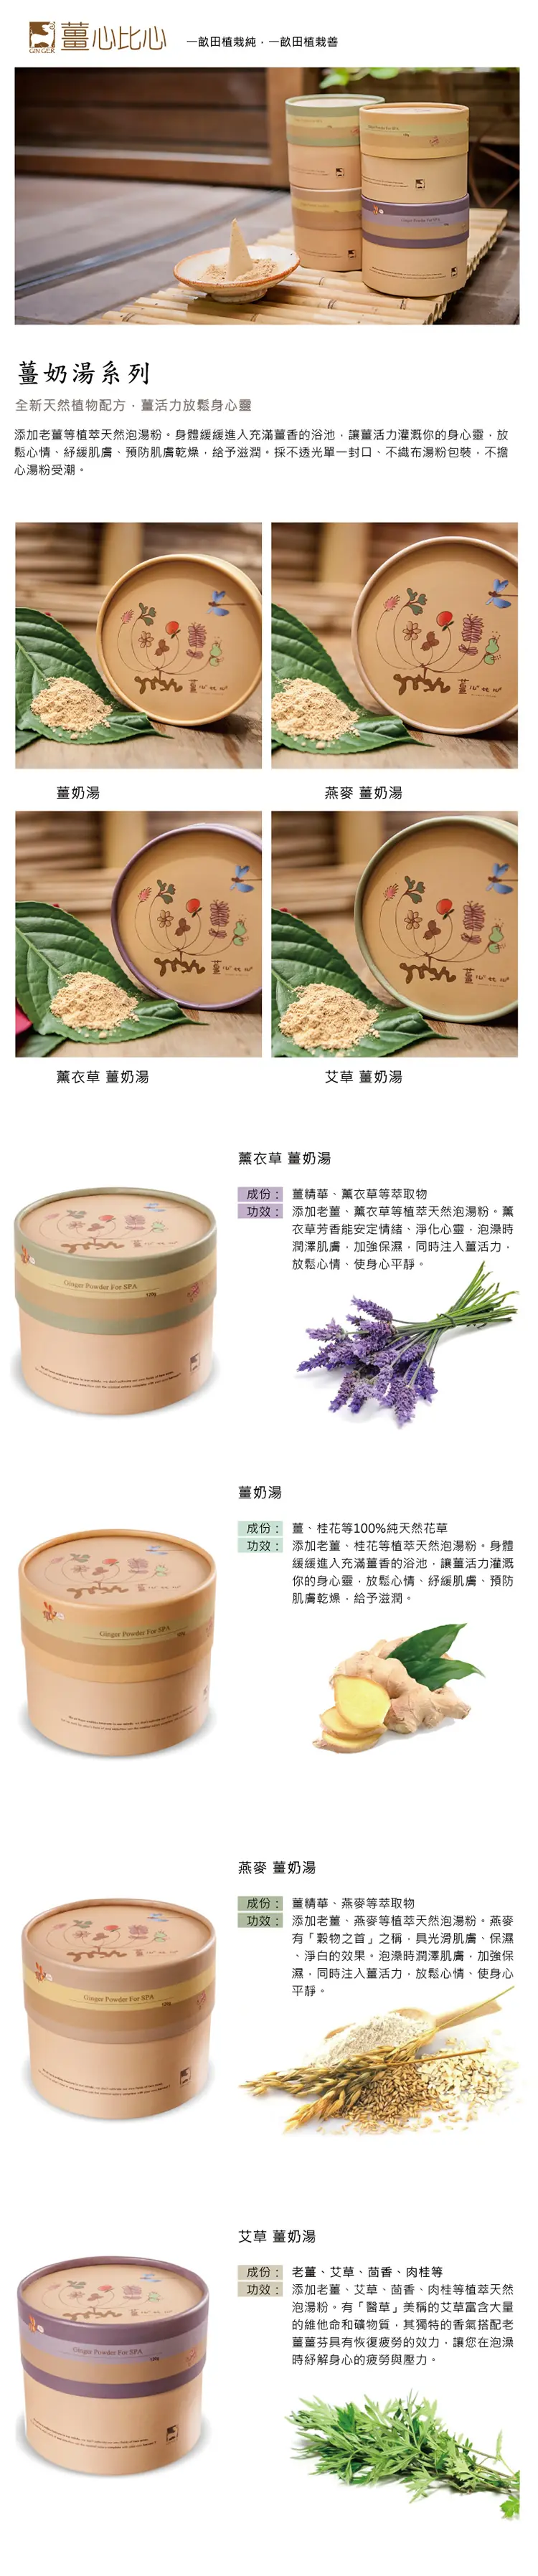 GINGER
薑心比心
一畝田植栽純．一畝田植栽善
薑奶湯系列
全新天然植物配方．薑活力放鬆身心靈
添加老薑等植萃天然泡湯粉。身體緩緩進入充滿薑香的浴池，讓薑活力灌溉你的身心靈，放
鬆心情、紓緩肌膚、預防肌膚乾燥，給予滋潤。採不透光單一封口、不織布湯粉包裝，不擔
心湯粉受潮。
薑奶湯
燕麥 薑奶湯
薰衣草 薑奶湯
艾草 薑奶湯
薰衣草 薑奶湯
成份： 薑精華、薰衣草等萃取物
功效： 添加老薑、薰衣草等植萃天然泡湯粉。薰
衣草芳香能安定情緒、淨化心靈，泡澡時
潤澤肌膚，加強保濕，同時注入薑活力，
放鬆心情、使身心平靜。
Ginger Powder For SPA
120g
薑奶湯
成份： 薑、桂花等100%純天然花草
功效： 添加老薑、桂花等植萃天然泡湯粉。身體
緩緩進入充滿薑香的浴池，讓薑活力灌溉
你的身心靈，放鬆心情、紓緩肌膚、預防
肌膚乾燥，給予滋潤。
Ginger Powder For SPA
燕麥 薑奶湯
成份： 薑精華、燕麥等萃取物
功效： 添加老薑、燕麥等植萃天然泡湯粉。燕麥
有「穀物之首」之稱，具光滑肌膚、保濕
、淨白的效果。泡澡時潤澤肌膚，加強保
濕，同時注入薑活力，放鬆心情、使身心
平靜。
Ginger Powder For SPA
120g
艾草 薑奶湯
成份： 老薑、艾草、茴香、肉桂等
功效： 添加老薑、艾草、茴香、肉桂等植萃天然
泡湯粉。有「醫草」美稱的艾草富含大量
的維他命和礦物質，其獨特的香氣搭配老
薑薑芬具有恢復疲勞的效力，讓您在泡澡
時紓解身心的疲勞與壓力。
Ginger Powder For SPA
120g